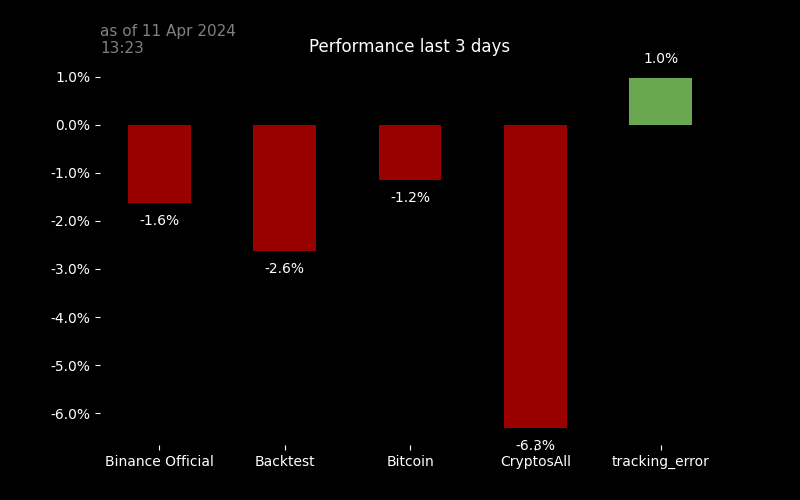 as of 11 Apr 2024
13:23
Performance last 3 days
1.0%
1.0%
0.0%
-1.0%
-2.0%
-3.0%
-4.0%
-5.0%
-6.0%
-1.6%
-2.6%
-1.2%
-6.3%
Binance Official
Backtest
Bitcoin
CryptosAll
tracking_error